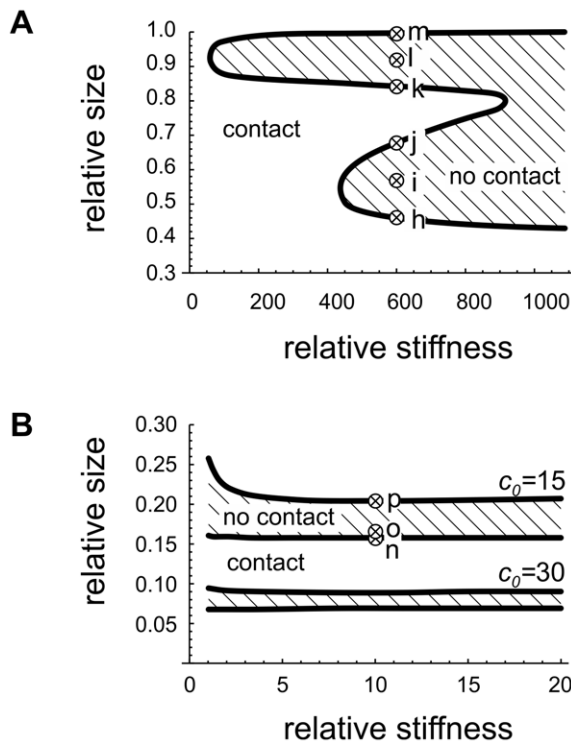 A
relative size
1.0
0.9
0.8
0.7
0.6
0.5
0.4
0.3
m
l
k
contact
j
i
no contact
h
0 200 400 600 800 1000
relative stiffness
B
relative size
0.30
0.25
0.20
0.15
0.10
0.05
c0=15
p
no contact
o
n
contact
c0=30
0 5 10 15 20
relative stiffness